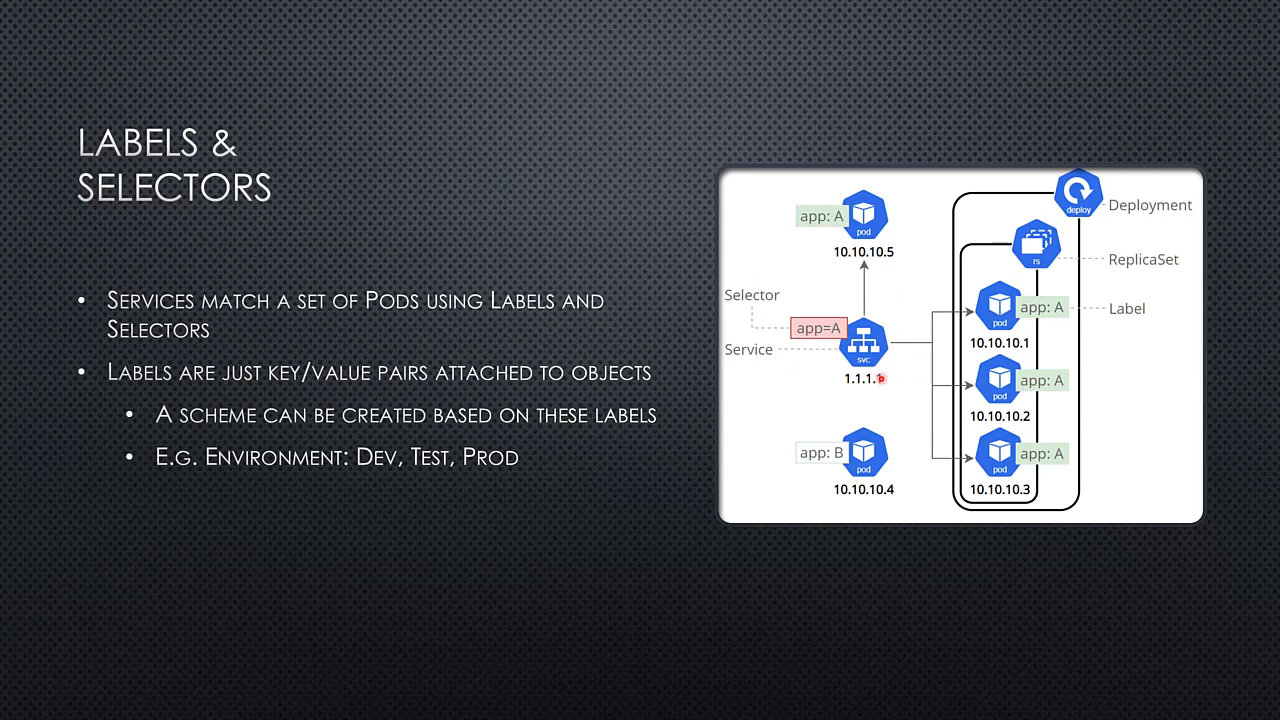 LABELS &
SELECTORS
• SERVICES MATCH A SET OF PODS USING LABELS AND
SELECTORS
• LABELS ARE JUST KEY/VALUE PAIRS ATTACHED TO OBJECTS
• A SCHEME CAN BE CREATED BASED ON THESE LABELS
• E.G. ENVIRONMENT: DEV, TEST, PROD
app: A
pod
10.10.10.5
deploy
Deployment
rs
ReplicaSet
Selector
app=A
Service
svc
1.1.1.
pod
app: A
Label
10.10.10.1
pod
app: A
10.10.10.2
app: B
pod
10.10.10.4
pod
app: A
10.10.10.3